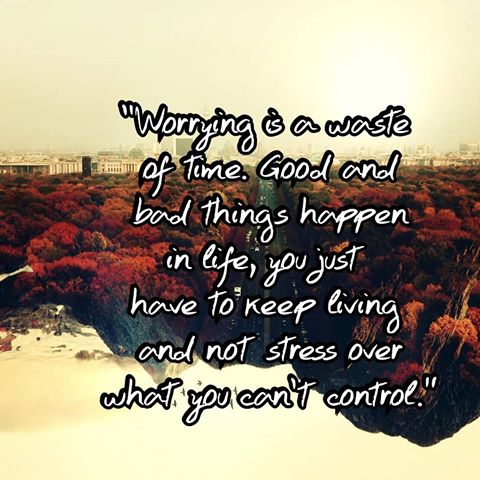 "Worrying is a waste
of time. Good and
bad things happen
in life, you just
have to keep living
and not stress over
what you can't control."